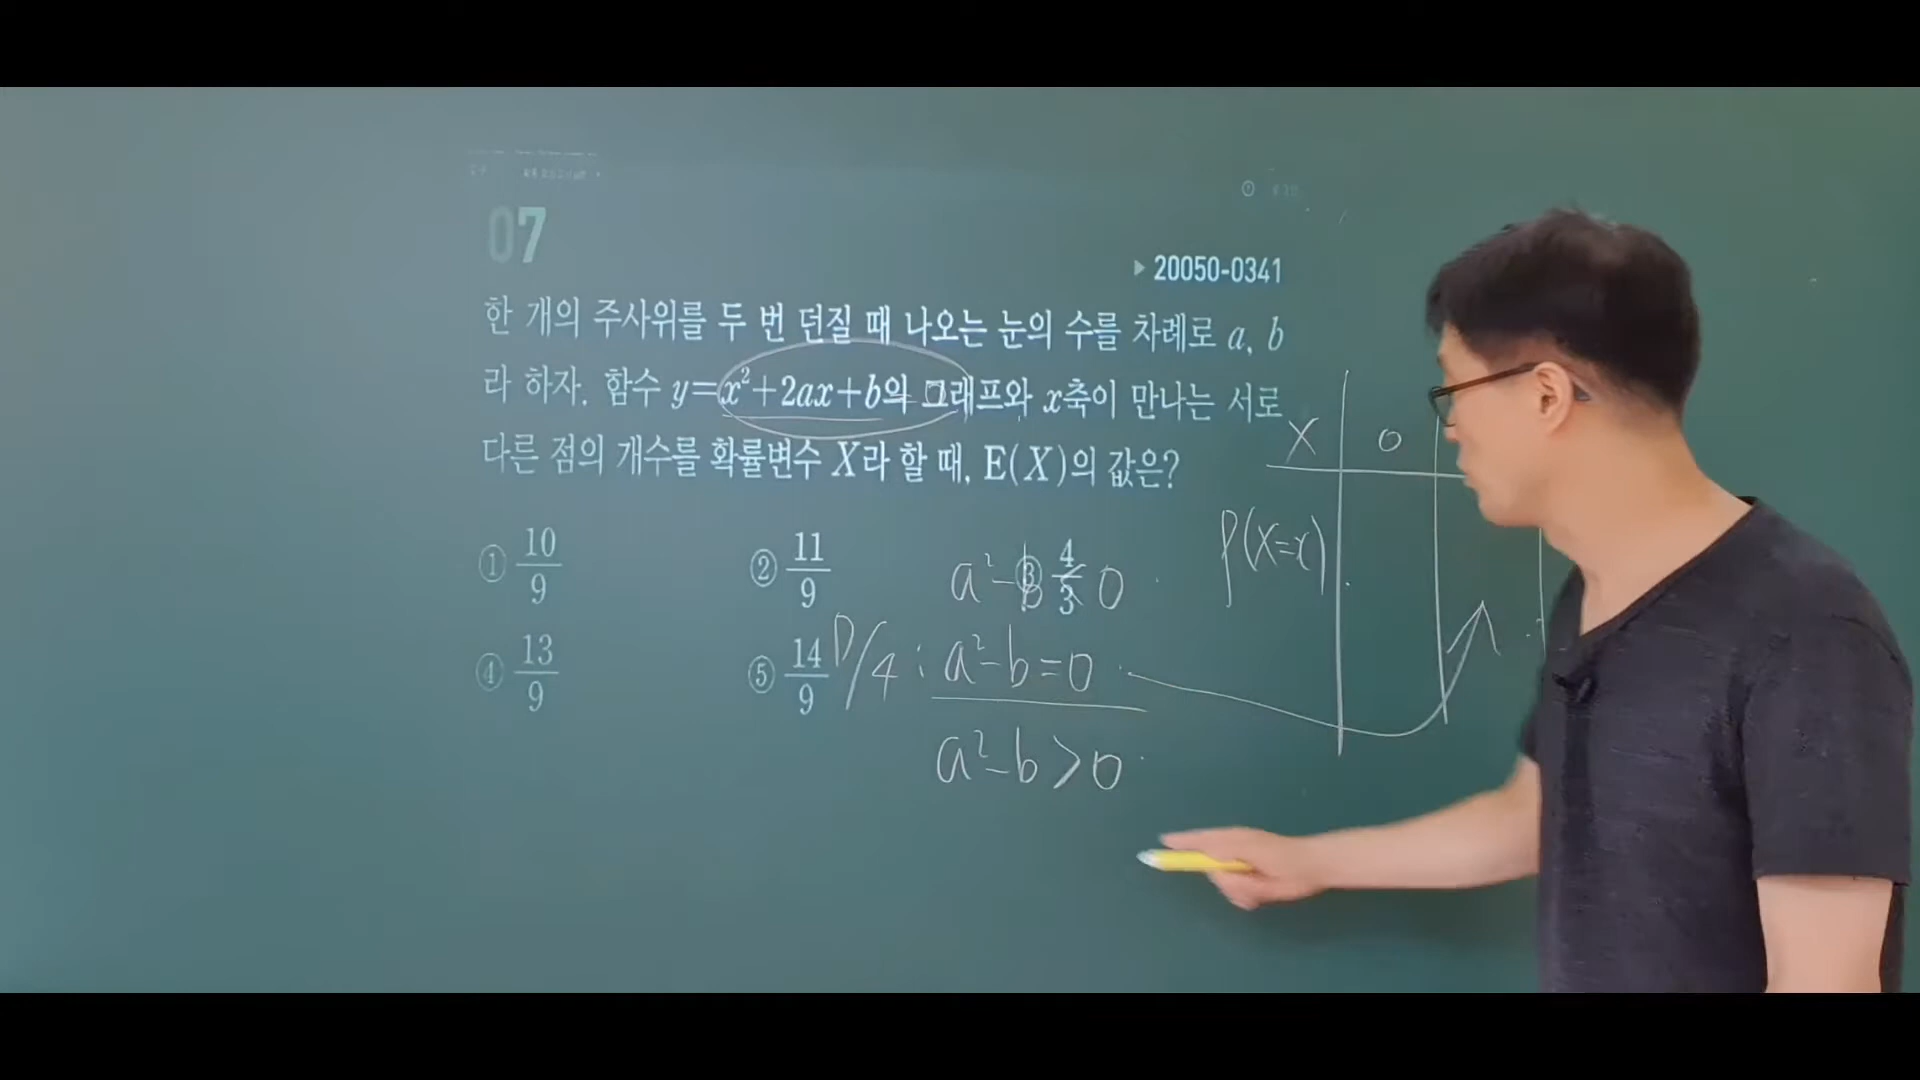 07
▶ 20050-0341
한 개의 주사위를 두 번 던질 때 나오는 눈의 수를 차례로 a, b
라 하자. 함수 y=x²+2ax+b의 그래프와 x축이 만나는 서로
다른 점의 개수를 확률변수 X라 할 때, E(X)의 값은?
① 10/9 ② 11/9 ③ 4/3
④ 13/9 ⑤ 14/9
a²-b<0
D/4 : a²-b=0
a²-b>0
X 0
P(X=x)